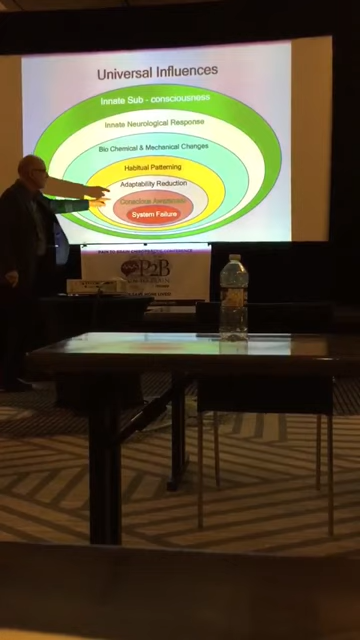 Universal Influences
Innate Sub - consciousness
Innate Neurological Response
Bio Chemical & Mechanical Changes
Habitual Patterning
Adaptability Reduction
Conscious Awareness
System Failure
P2B